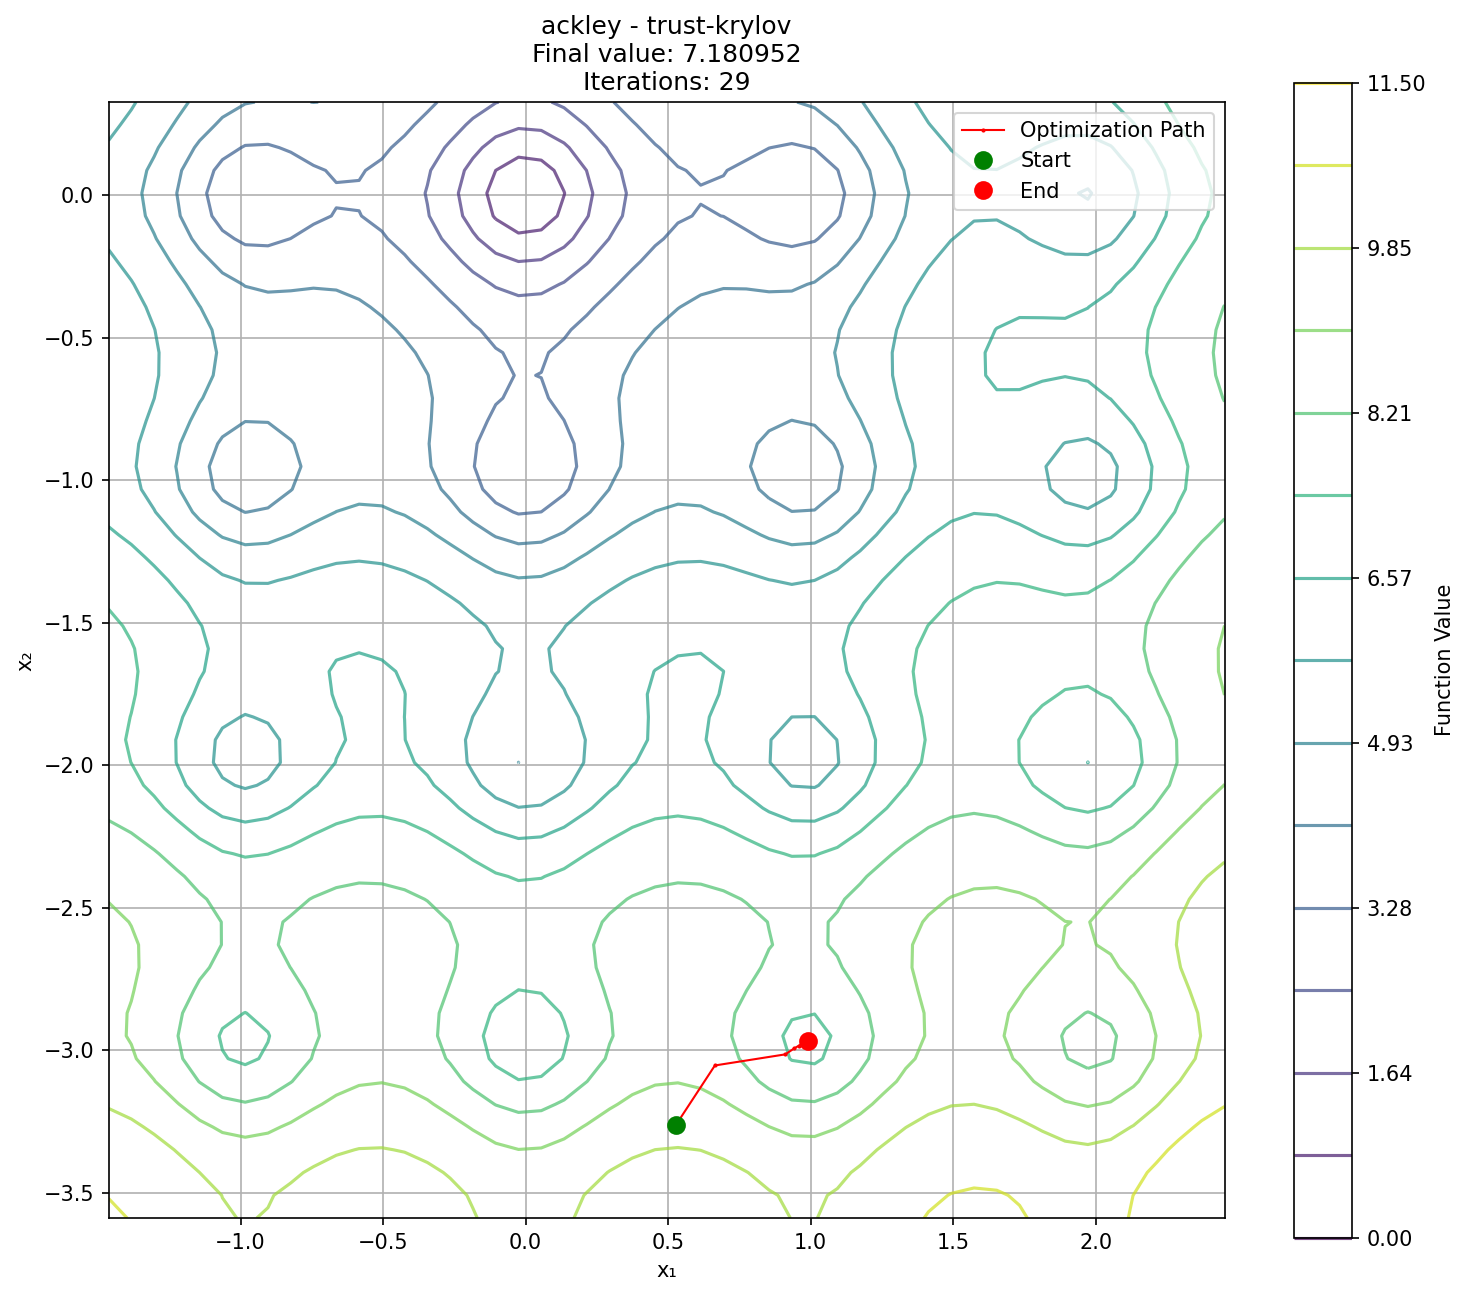 ackley - trust-krylov
Final value: 7.180952
Iterations: 29
Optimization Path
Start
End
0.0
−0.5
−1.0
−1.5
−2.0
−2.5
−3.0
−3.5
x₂
−1.0
−0.5
0.0
0.5
1.0
1.5
2.0
x₁
11.50
9.85
8.21
6.57
4.93
3.28
1.64
0.00
Function Value